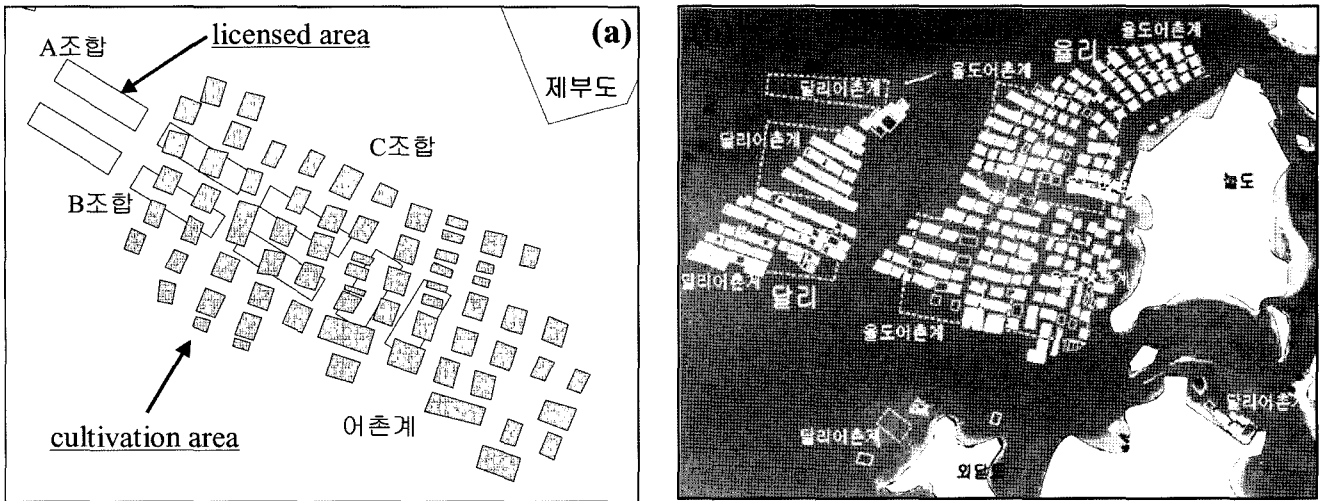 A조합
licensed area
(a)
제부도
C조합
B조합
cultivation area
어촌계
율도어촌계
율리
율도어촌계
달리어촌계
달리어촌계
달리어촌계
달리
율도어촌계
눌도
달리어촌계
달리어촌계